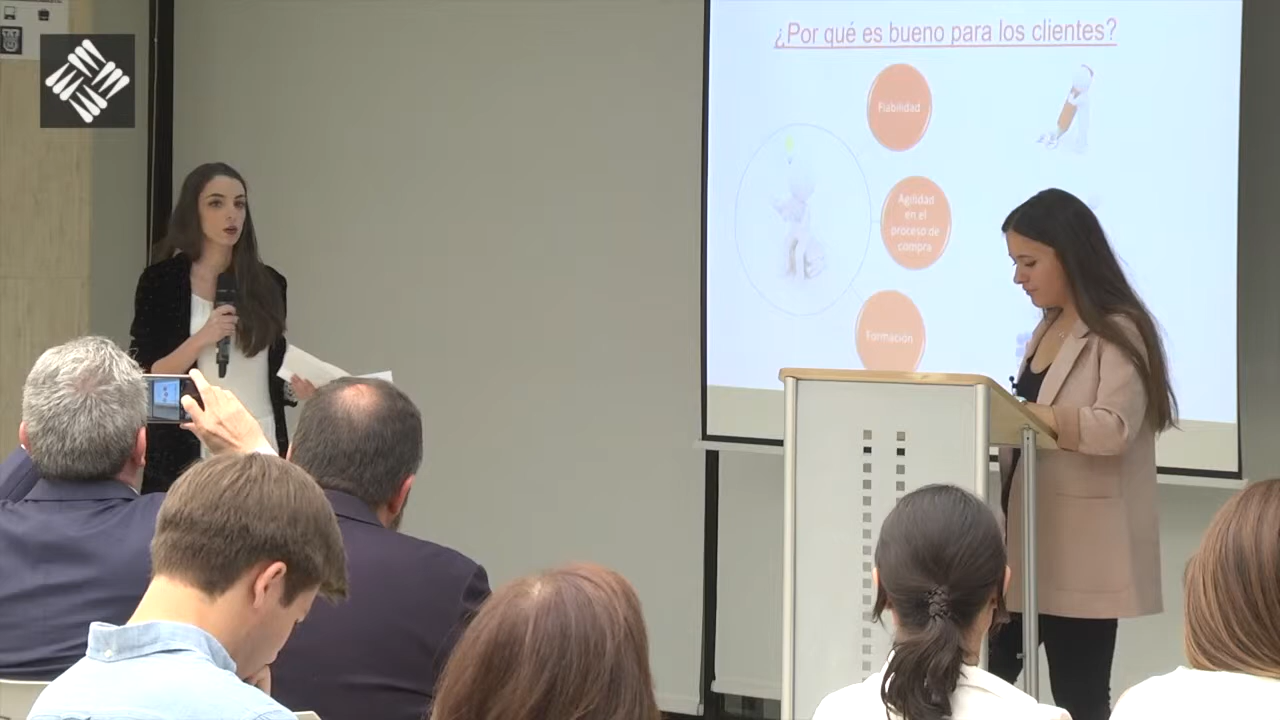 ¿Por qué es bueno para los clientes?
Fiabilidad
Agilidad
en el
proceso de
compra
Formación